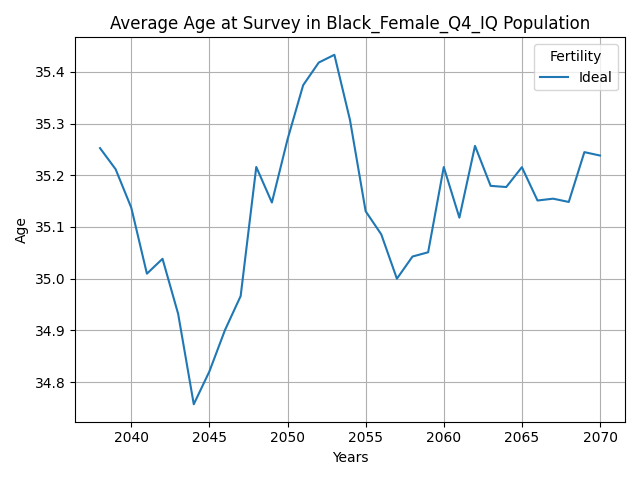 Average Age at Survey in Black_Female_Q4_IQ Population
Fertility
Ideal
35.4
35.3
35.2
35.1
35.0
34.9
34.8
Age
2040 2045 2050 2055 2060 2065 2070
Years